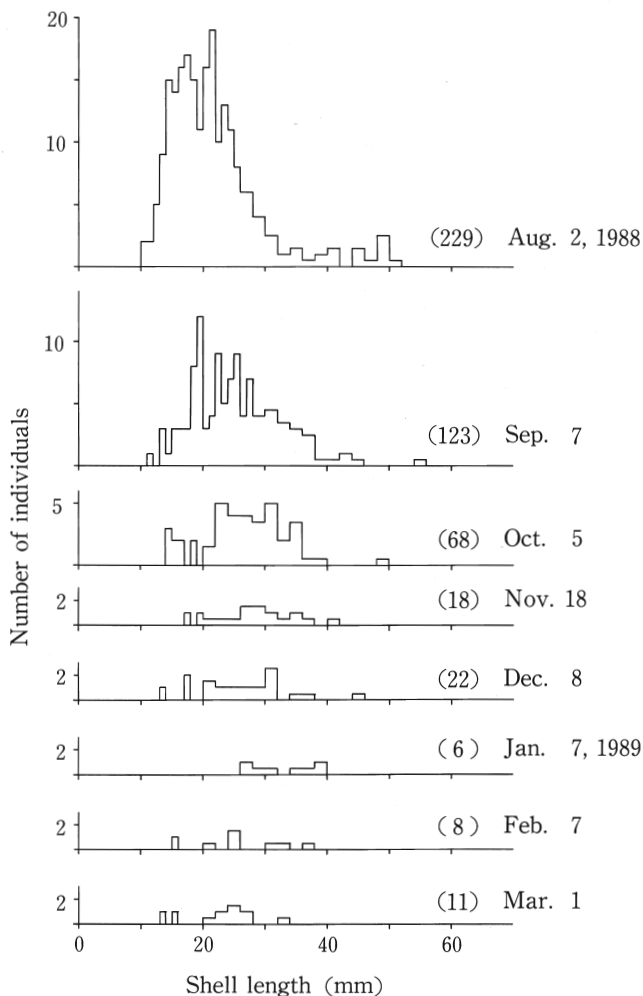 20
10
(229) Aug. 2, 1988
10
(123) Sep. 7
5
(68) Oct. 5
2
(18) Nov. 18
2
(22) Dec. 8
2
(6) Jan. 7, 1989
2
(8) Feb. 7
2
(11) Mar. 1
0 20 40 60
Shell length (mm)
Number of individuals